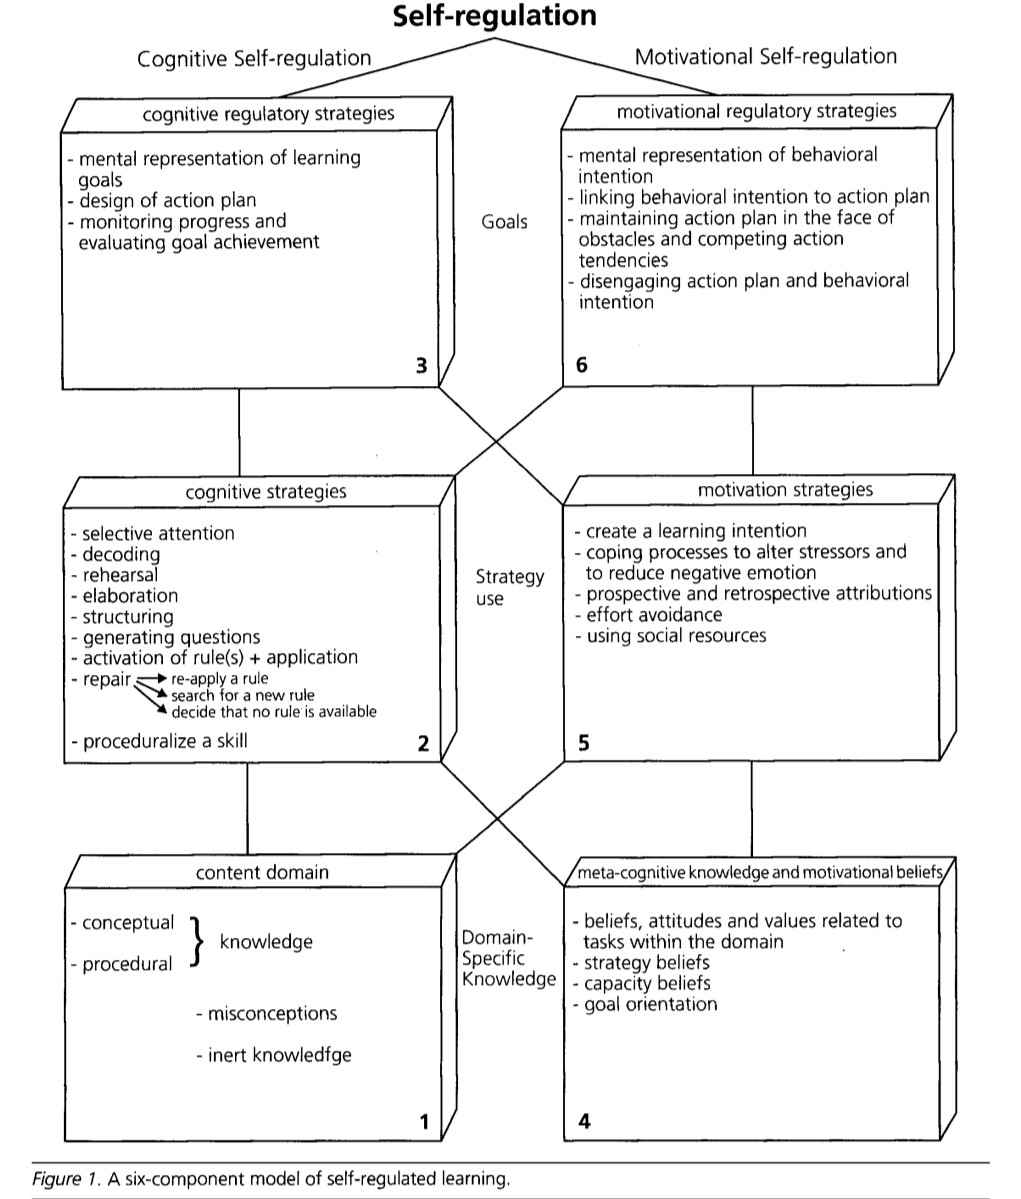 Self-regulation
Cognitive Self-regulation
Motivational Self-regulation
cognitive regulatory strategies
- mental representation of learning
goals
- design of action plan
- monitoring progress and
evaluating goal achievement
3
Goals
motivational regulatory strategies
- mental representation of behavioral
intention
- linking behavioral intention to action plan
- maintaining action plan in the face of
obstacles and competing action
tendencies
- disengaging action plan and behavioral
intention
6
cognitive strategies
- selective attention
- decoding
- rehearsal
- elaboration
- structuring
- generating questions
- activation of rule(s) + application
- repair
re-apply a rule
search for a new rule
decide that no rule is available
- proceduralize a skill
2
Strategy
use
motivation strategies
- create a learning intention
- coping processes to alter stressors and
to reduce negative emotion
- prospective and retrospective attributions
- effort avoidance
- using social resources
5
content domain
- conceptual
- procedural
} knowledge
- misconceptions
- inert knowledfge
1
Domain-
Specific
Knowledge
meta-cognitive knowledge and motivational beliefs
- beliefs, attitudes and values related to
tasks within the domain
- strategy beliefs
- capacity beliefs
- goal orientation
4
Figure 1. A six-component model of self-regulated learning.